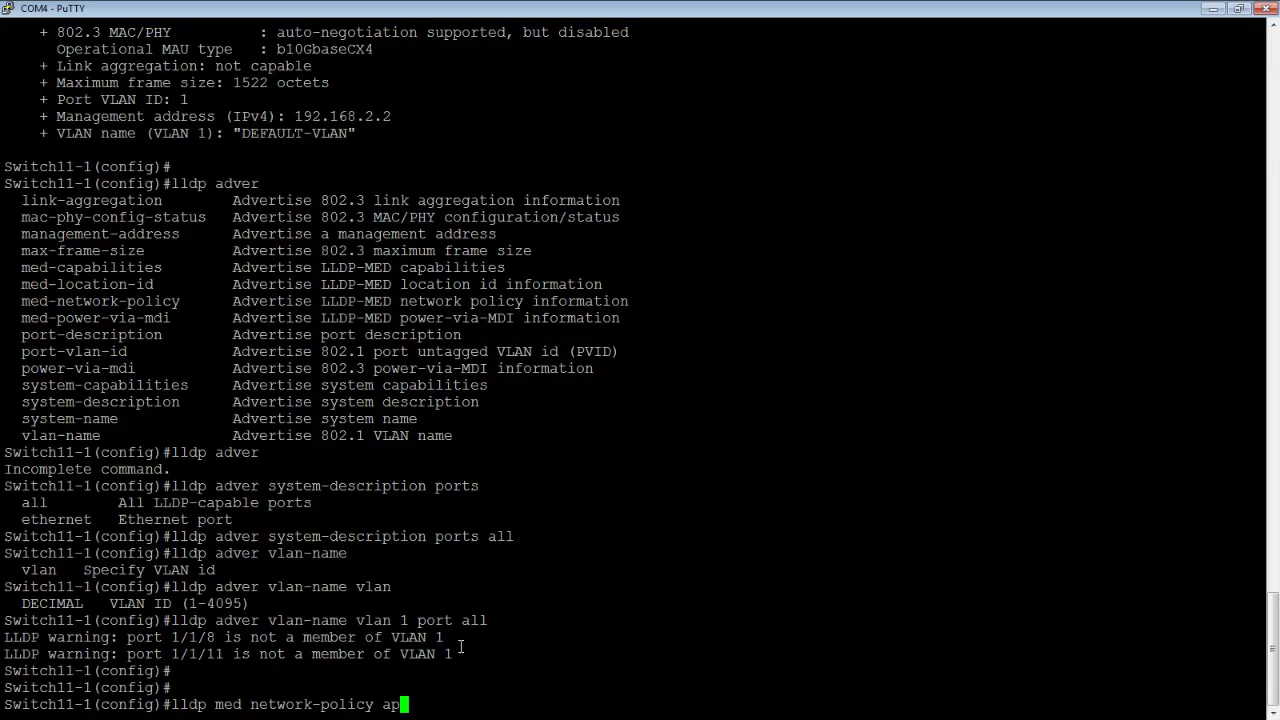 COM4 - PuTTY
+ 802.3 MAC/PHY          : auto-negotiation supported, but disabled
Operational MAU type   : b10GbaseCX4
+ Link aggregation: not capable
+ Maximum frame size: 1522 octets
+ Port VLAN ID: 1
+ Management address (IPv4): 192.168.2.2
+ VLAN name (VLAN 1): "DEFAULT-VLAN"
Switch11-1(config)#
Switch11-1(config)#lldp adver
link-aggregation        Advertise 802.3 link aggregation information
mac-phy-config-status   Advertise 802.3 MAC/PHY configuration/status
management-address      Advertise a management address
max-frame-size          Advertise 802.3 maximum frame size
med-capabilities        Advertise LLDP-MED capabilities
med-location-id         Advertise LLDP-MED location id information
med-network-policy      Advertise LLDP-MED network policy information
med-power-via-mdi       Advertise LLDP-MED power-via-MDI information
port-description        Advertise port description
port-vlan-id            Advertise 802.1 port untagged VLAN id (PVID)
power-via-mdi           Advertise 802.3 power-via-MDI information
system-capabilities     Advertise system capabilities
system-description      Advertise system description
system-name             Advertise system name
vlan-name               Advertise 802.1 VLAN name
Switch11-1(config)#lldp adver
Incomplete command.
Switch11-1(config)#lldp adver system-description ports
all        All LLDP-capable ports
ethernet   Ethernet port
Switch11-1(config)#lldp adver system-description ports all
Switch11-1(config)#lldp adver vlan-name
vlan   Specify VLAN id
Switch11-1(config)#lldp adver vlan-name vlan
DECIMAL   VLAN ID (1-4095)
Switch11-1(config)#lldp adver vlan-name vlan 1 port all
LLDP warning: port 1/1/8 is not a member of VLAN 1
LLDP warning: port 1/1/11 is not a member of VLAN 1
Switch11-1(config)#
Switch11-1(config)#
Switch11-1(config)#lldp med network-policy ap